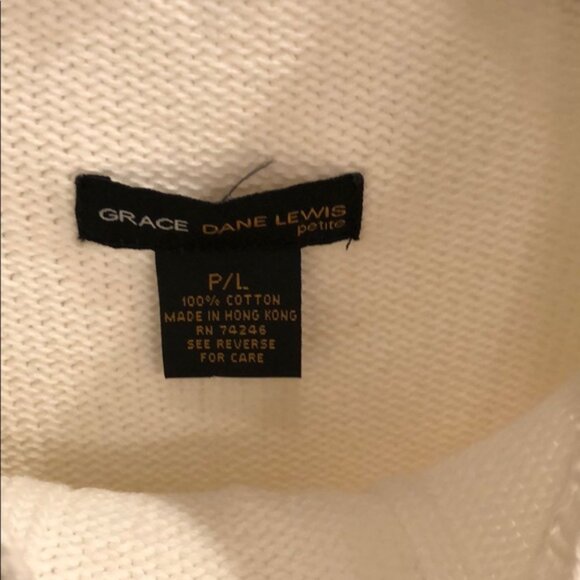 GRACE DANE LEWIS
petite
P/L
100% COTTON
MADE IN HONG KONG
RN 74246
SEE REVERSE
FOR CARE